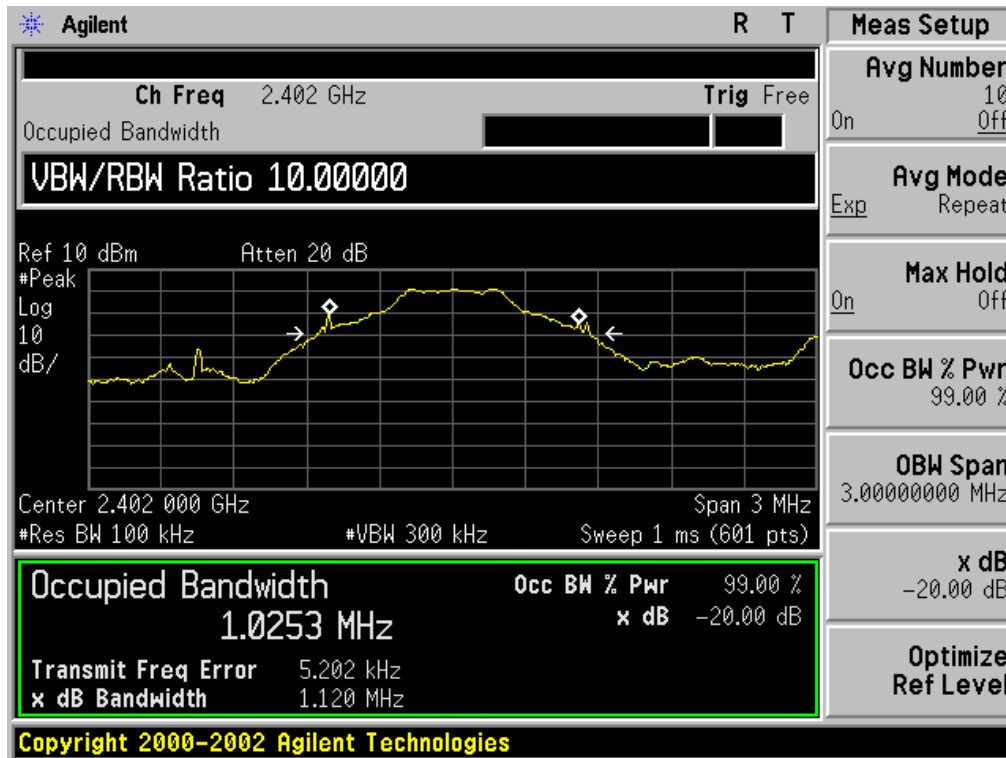 Agilent R T
Ch Freq 2.402 GHz Trig Free
Occupied Bandwidth
VBW/RBW Ratio 10.00000
Ref 10 dBm Atten 20 dB
#Peak
Log
10
dB/
Center 2.402 000 GHz Span 3 MHz
#Res BW 100 kHz #VBW 300 kHz Sweep 1 ms (601 pts)
Occupied Bandwidth Occ BW % Pwr 99.00 %
1.0253 MHz x dB -20.00 dB
Transmit Freq Error 5.202 kHz
x dB Bandwidth 1.120 MHz
Copyright 2000-2002 Agilent Technologies
Meas Setup
Avg Number
10
On Off
Avg Mode
Exp Repeat
Max Hold
On Off
Occ BW % Pwr
99.00 %
OBW Span
3.00000000 MHz
x dB
-20.00 dB
Optimize
Ref Level